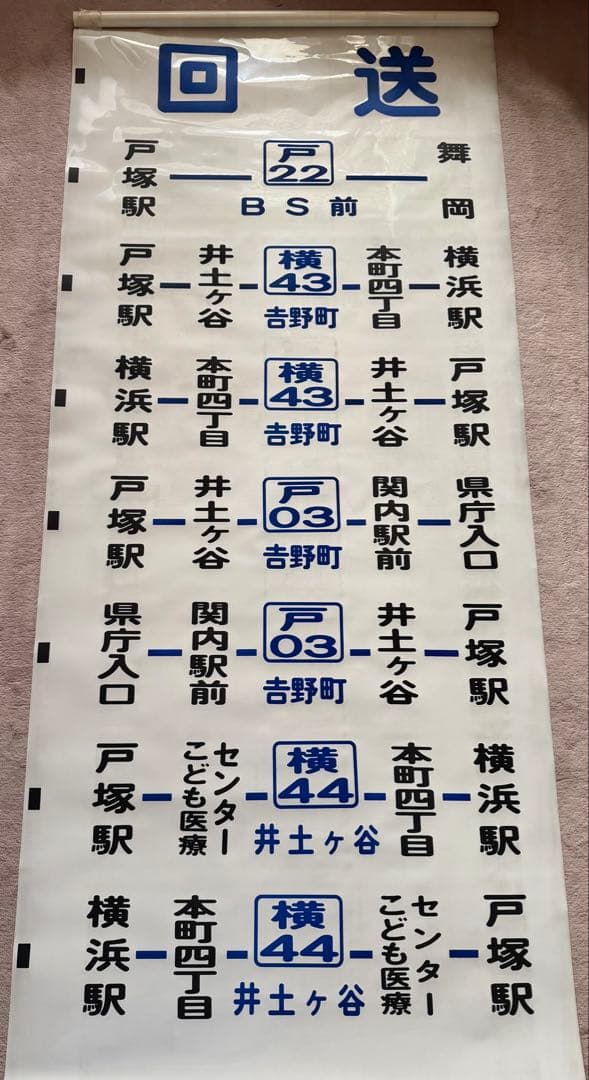 回送
戸塚駅 戸22 舞岡
BS前
戸塚駅 井土ヶ谷 横43 本町四丁目 横浜駅
吉野町
横浜駅 本町四丁目 横43 井土ヶ谷 戸塚駅
吉野町
戸塚駅 井土ヶ谷 戸03 関内駅前 県庁入口
吉野町
県庁入口 関内駅前 戸03 井土ヶ谷 戸塚駅
吉野町
戸塚駅 こども医療センター 横44 本町四丁目 横浜駅
井土ヶ谷
横浜駅 本町四丁目 横44 こども医療センター 戸塚駅
井土ヶ谷